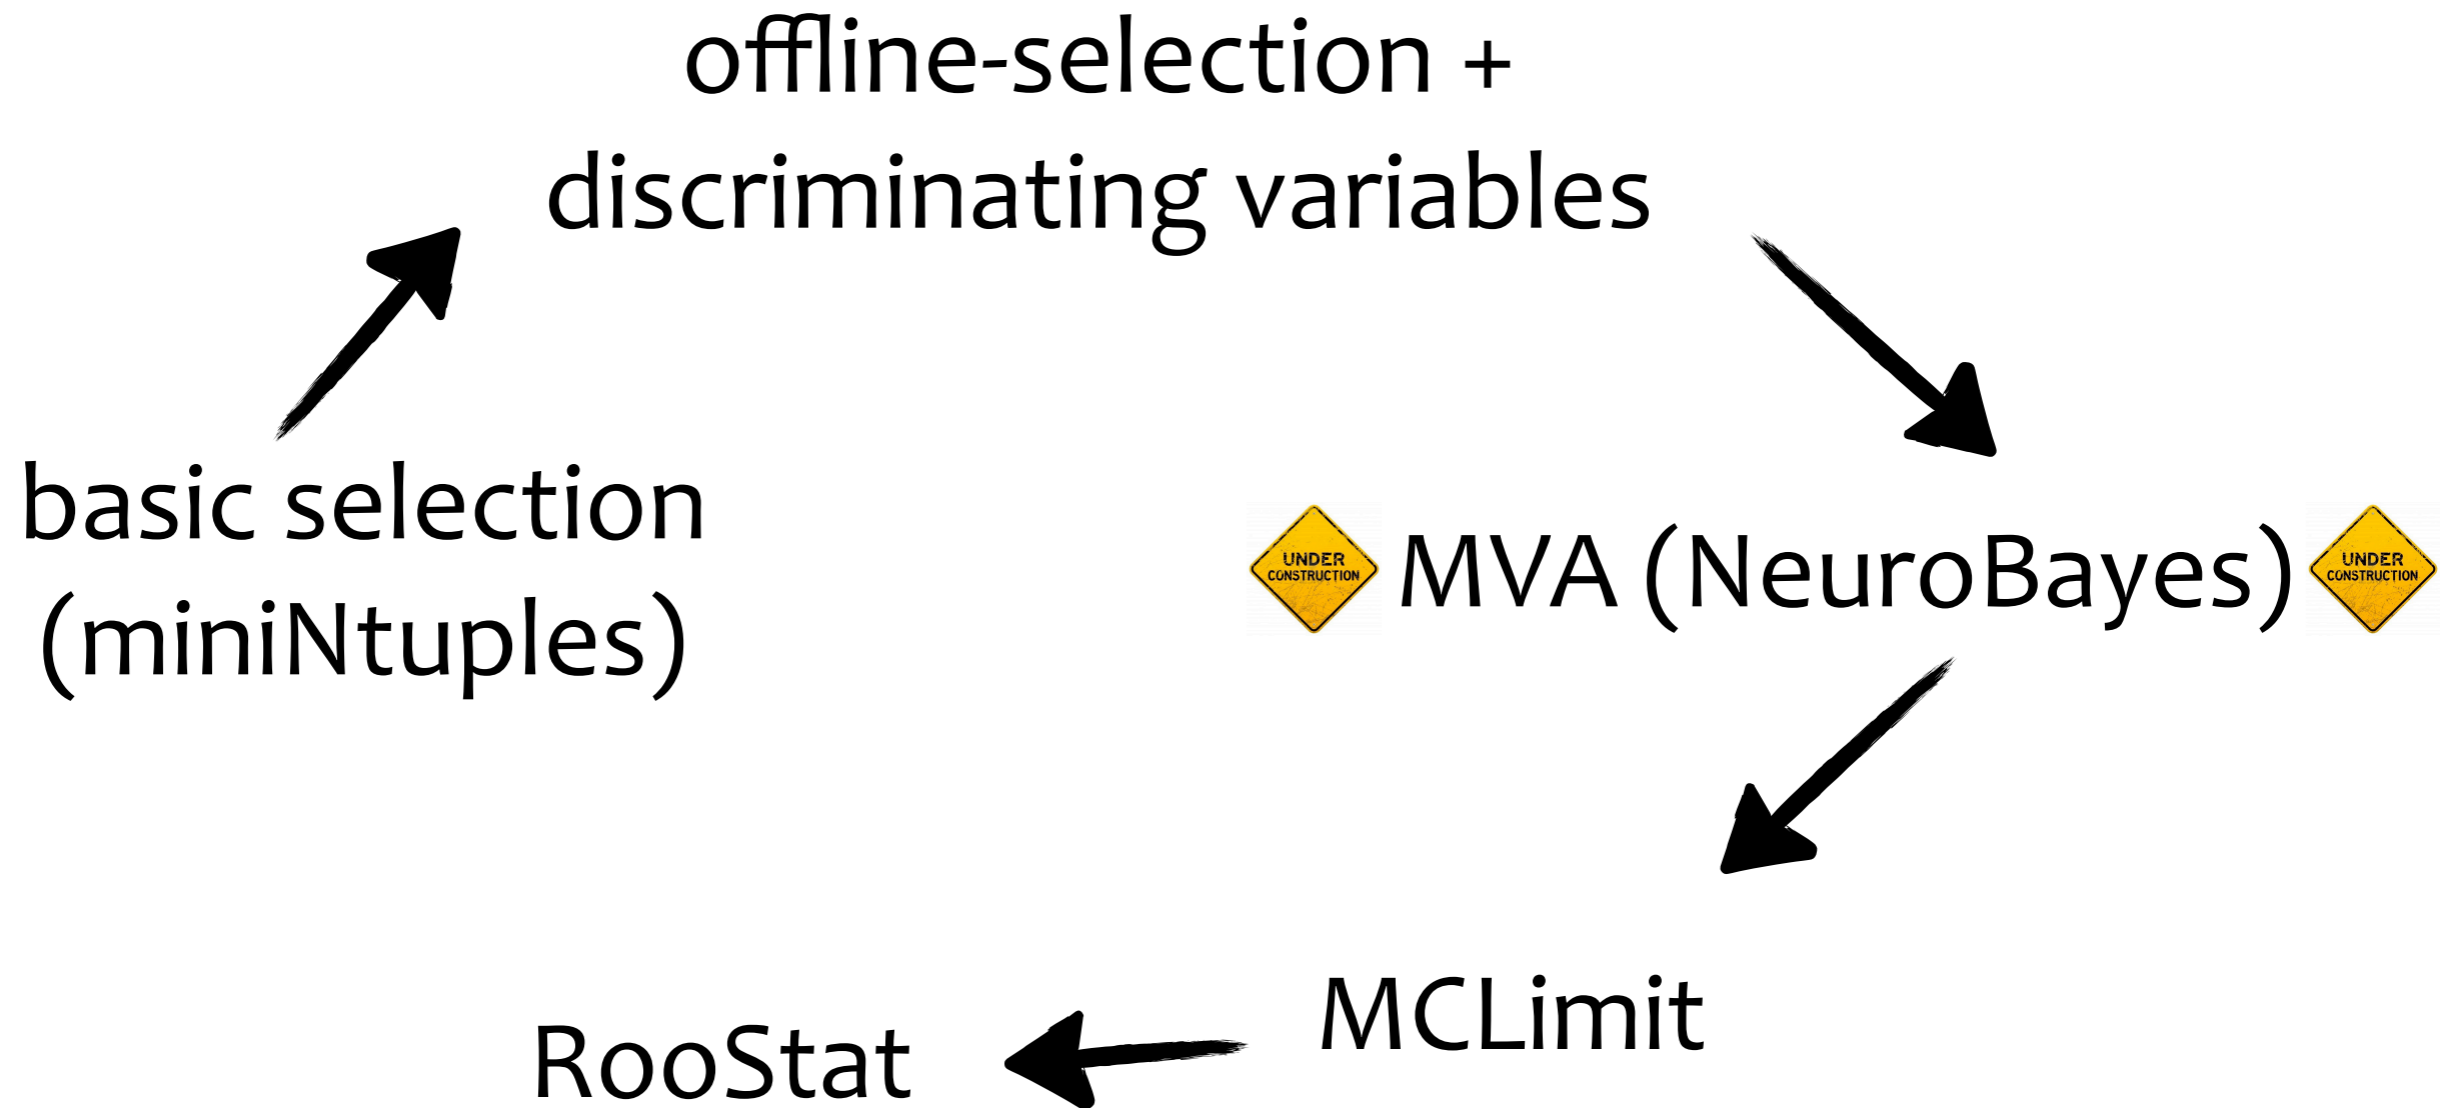 offline-selection +
discriminating variables
basic selection
(miniNtuples)
UNDER
CONSTRUCTION
MVA (NeuroBayes)
UNDER
CONSTRUCTION
MCLimit
RooStat